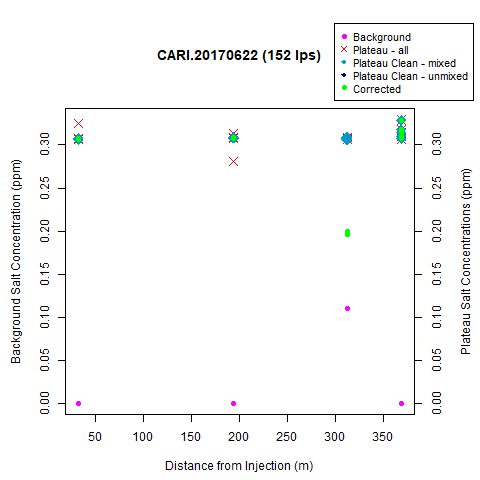 CARI.20170622 (152 lps)
Background
Plateau - all
Plateau Clean - mixed
Plateau Clean - unmixed
Corrected
Background Salt Concentration (ppm)
0.30
0.25
0.20
0.15
0.10
0.05
0.00
0.30
0.25
0.20
0.15
0.10
0.05
0.00
Plateau Salt Concentrations (ppm)
50 100 150 200 250 300 350
Distance from Injection (m)